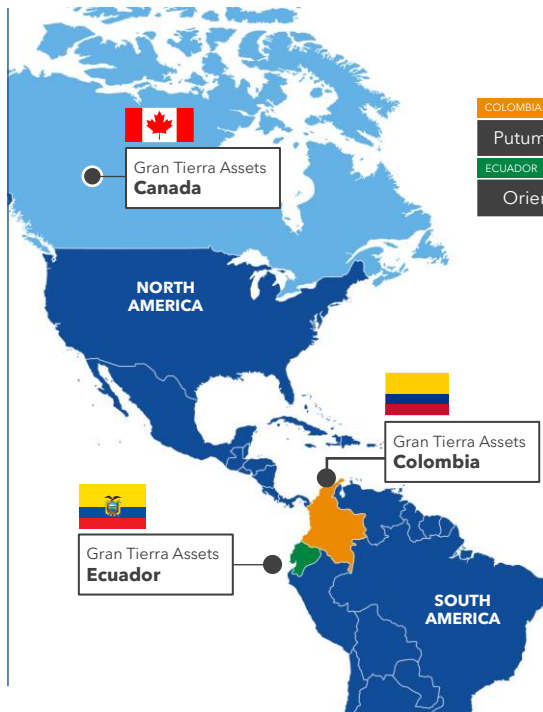 Gran Tierra Assets
Canada
COLOMBIA
ECUADOR
NORTH
AMERICA
Gran Tierra Assets
Colombia
Gran Tierra Assets
Ecuador
SOUTH
AMERICA